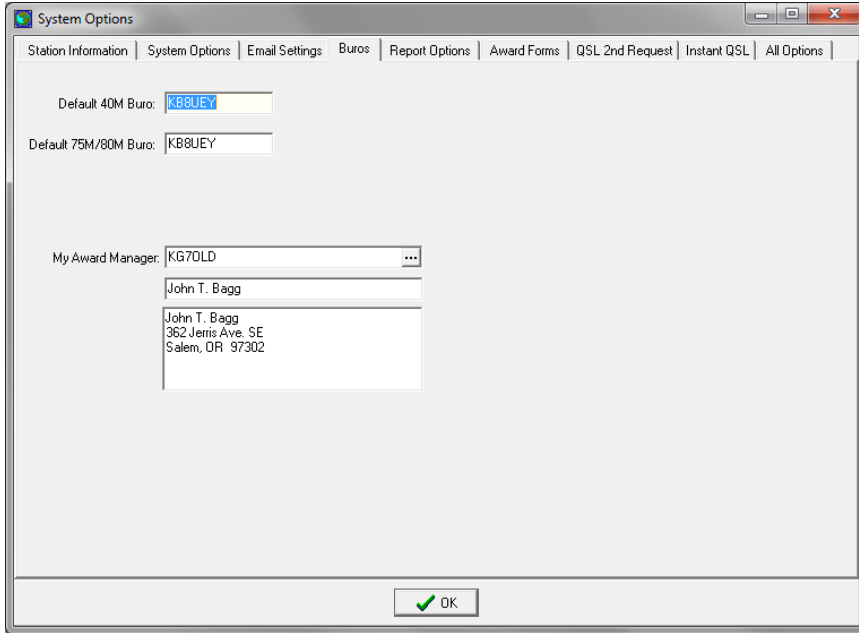 System Options
Station Information System Options Email Settings Buros Report Options Award Forms QSL 2nd Request Instant QSL All Options
Default 40M Buro: KB8UEY
Default 75M/80M Buro: KB8UEY
My Award Manager: KG7OLD ...
John T. Bagg
John T. Bagg
362 Jerris Ave. SE
Salem, OR 97302
OK